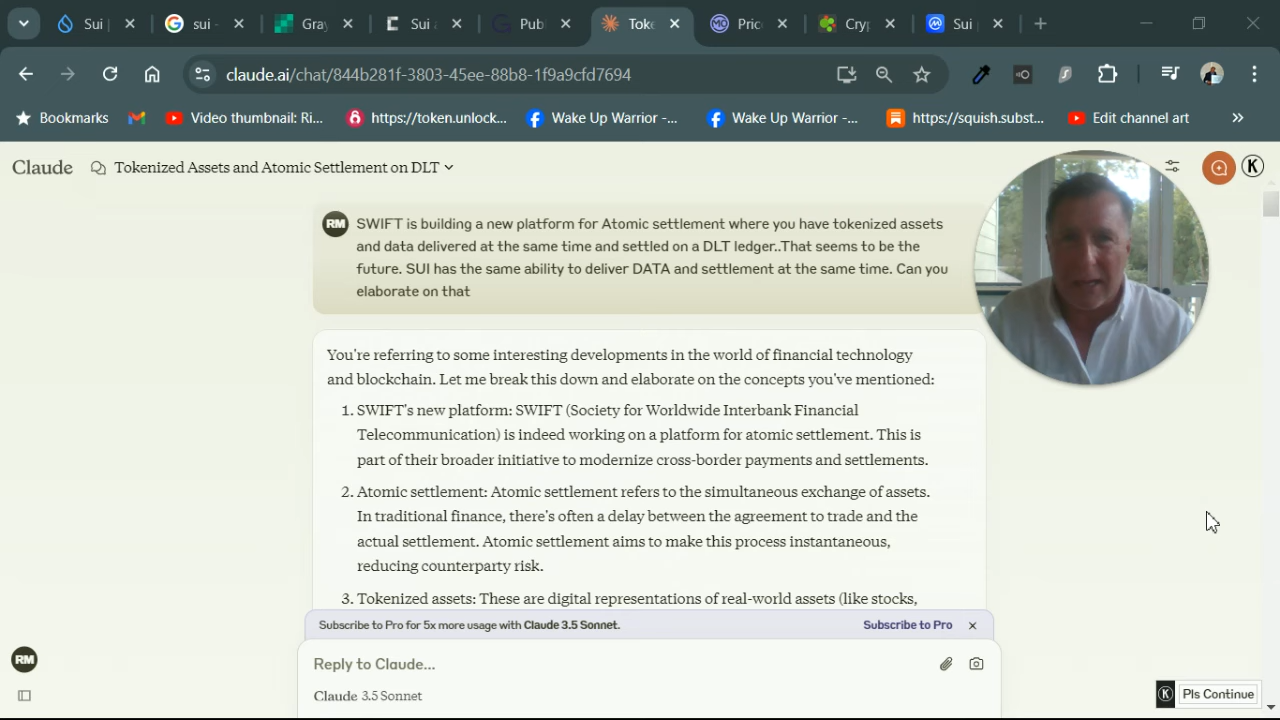 Sui |
sui -
Gray
Sui a
Publ
Toke
Pric
Cryp
Sui p
claude.ai/chat/844b281f-3803-45ee-88b8-1f9a9cfd7694
Bookmarks
Video thumbnail: Ri...
https://token.unlock...
Wake Up Warrior -...
Wake Up Warrior -...
https://squish.subst...
Edit channel art
Claude
Tokenized Assets and Atomic Settlement on DLT
K
RM
SWIFT is building a new platform for Atomic settlement where you have tokenized assets
and data delivered at the same time and settled on a DLT ledger..That seems to be the
future. SUI has the same ability to deliver DATA and settlement at the same time. Can you
elaborate on that
You're referring to some interesting developments in the world of financial technology
and blockchain. Let me break this down and elaborate on the concepts you've mentioned:
1. SWIFT's new platform: SWIFT (Society for Worldwide Interbank Financial
Telecommunication) is indeed working on a platform for atomic settlement. This is
part of their broader initiative to modernize cross-border payments and settlements.
2. Atomic settlement: Atomic settlement refers to the simultaneous exchange of assets.
In traditional finance, there's often a delay between the agreement to trade and the
actual settlement. Atomic settlement aims to make this process instantaneous,
reducing counterparty risk.
3. Tokenized assets: These are digital representations of real-world assets (like stocks,
Subscribe to Pro for 5x more usage with Claude 3.5 Sonnet.
Subscribe to Pro
Reply to Claude...
RM
Claude 3.5 Sonnet
K
Pls Continue